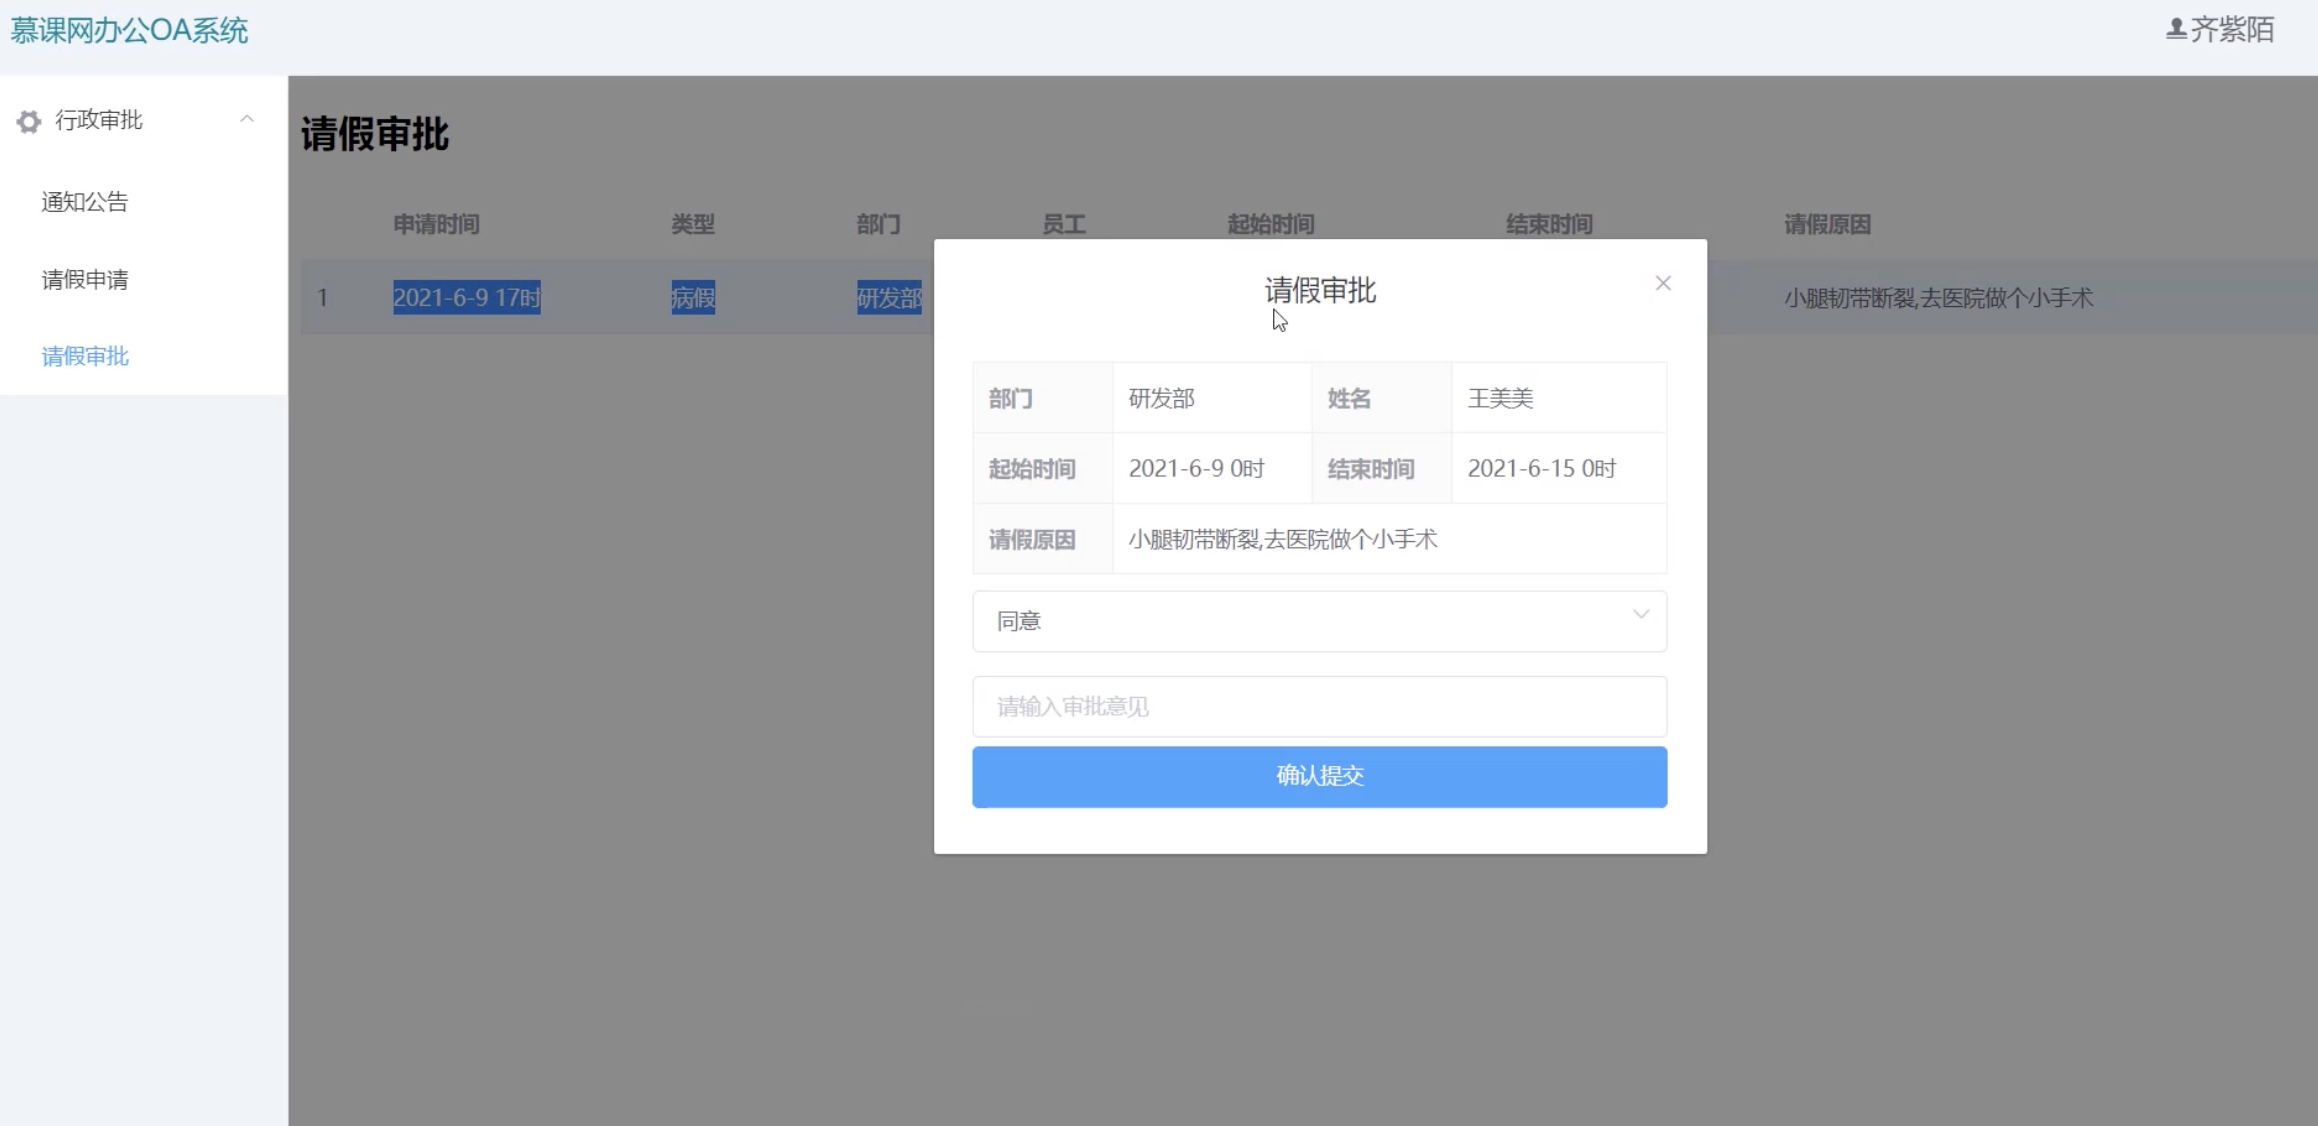 慕课网办公OA系统
齐紫陌
行政审批
通知公告
请假申请
请假审批
请假审批
申请时间 类型 部门 员工 起始时间 结束时间 请假原因
1 2021-6-9 17时 病假 研发部 小腿韧带断裂,去医院做个小手术
请假审批
部门 研发部 姓名 王美美
起始时间 2021-6-9 0时 结束时间 2021-6-15 0时
请假原因 小腿韧带断裂,去医院做个小手术
同意
请输入审批意见
确认提交